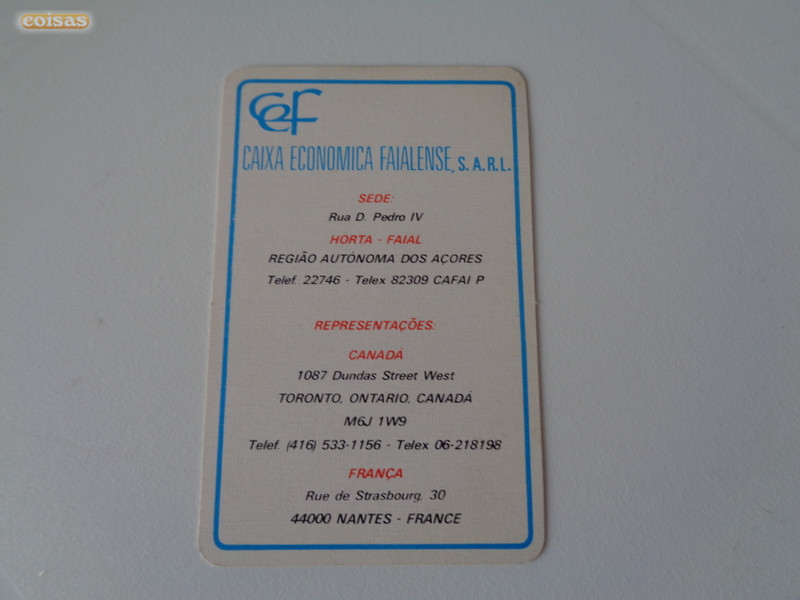 coisas
cef
CAIXA ECONOMICA FAIALENSE, S.A.R.L.
SEDE:
Rua D. Pedro IV
HORTA - FAIAL
REGIÃO AUTÓNOMA DOS AÇORES
Telef. 22746 - Telex 82309 CAFAI P
REPRESENTAÇÕES:
CANADÁ
1087 Dundas Street West
TORONTO, ONTARIO, CANADÁ
M6J 1W9
Telef. (416) 533-1156 - Telex 06-218198
FRANÇA
Rue de Strasbourg, 30
44000 NANTES - FRANCE